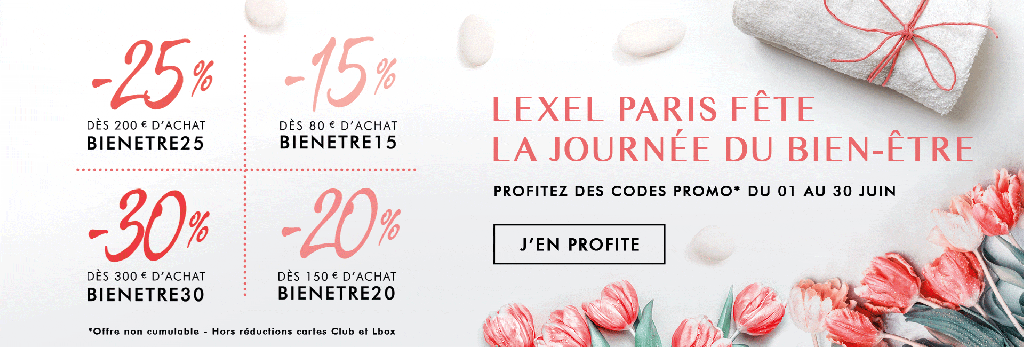 -25%
DÈS 200 € D'ACHAT
BIENETRE25
-15%
DÈS 80 € D'ACHAT
BIENETRE15
-30%
DÈS 300 € D'ACHAT
BIENETRE30
-20%
DÈS 150 € D'ACHAT
BIENETRE20
*Offre non cumulable - Hors réductions cartes Club et Lbox
LEXEL PARIS FÊTE
LA JOURNÉE DU BIEN-ÊTRE
PROFITEZ DES CODES PROMO* DU 01 AU 30 JUIN
J'EN PROFITE